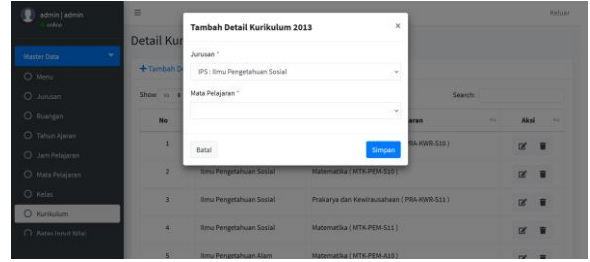 admin | admin
online
Keluar
Master Data
Menu
Jurusan
Ruangan
Tahun Ajaran
Jam Pelajaran
Mata Pelajaran
Kelas
Kurikulum
Detail Kur
+ Tambah D
Show
Search:
No
Aksi
Tambah Detail Kurikulum 2013
×
Jurusan *
IPS : Ilmu Pengetahuan Sosial
Mata Pelajaran *
Batal
Simpan
1
2 Ilmu Pengetahuan Sosial Matematika ( MTK-PEM-S10 )
3 Ilmu Pengetahuan Sosial Prakarya dan Kewirausahaan ( PRA-KWR-S11 )
4 Ilmu Pengetahuan Sosial Matematika ( MTK-PEM-S11 )
5 Ilmu Pengetahuan Alam Matematika ( MTK-PEM-A10 )